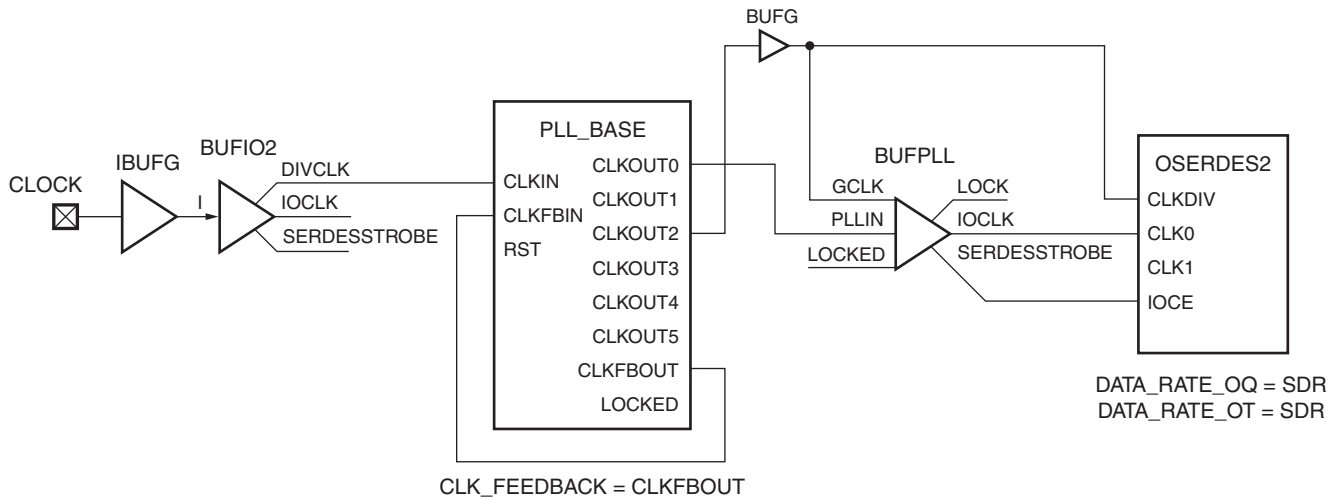 BUFG
CLOCK
IBUFG
I
BUFIO2
DIVCLK
IOCLK
SERDESSTROBE
PLL_BASE
CLKIN
CLKFBIN
RST
CLKOUT0
CLKOUT1
CLKOUT2
CLKOUT3
CLKOUT4
CLKOUT5
CLKFBOUT
LOCKED
CLK_FEEDBACK = CLKFBOUT
BUFPLL
GCLK
PLLIN
LOCKED
LOCK
IOCLK
SERDESSTROBE
OSERDES2
CLKDIV
CLK0
CLK1
IOCE
DATA_RATE_OQ = SDR
DATA_RATE_OT = SDR